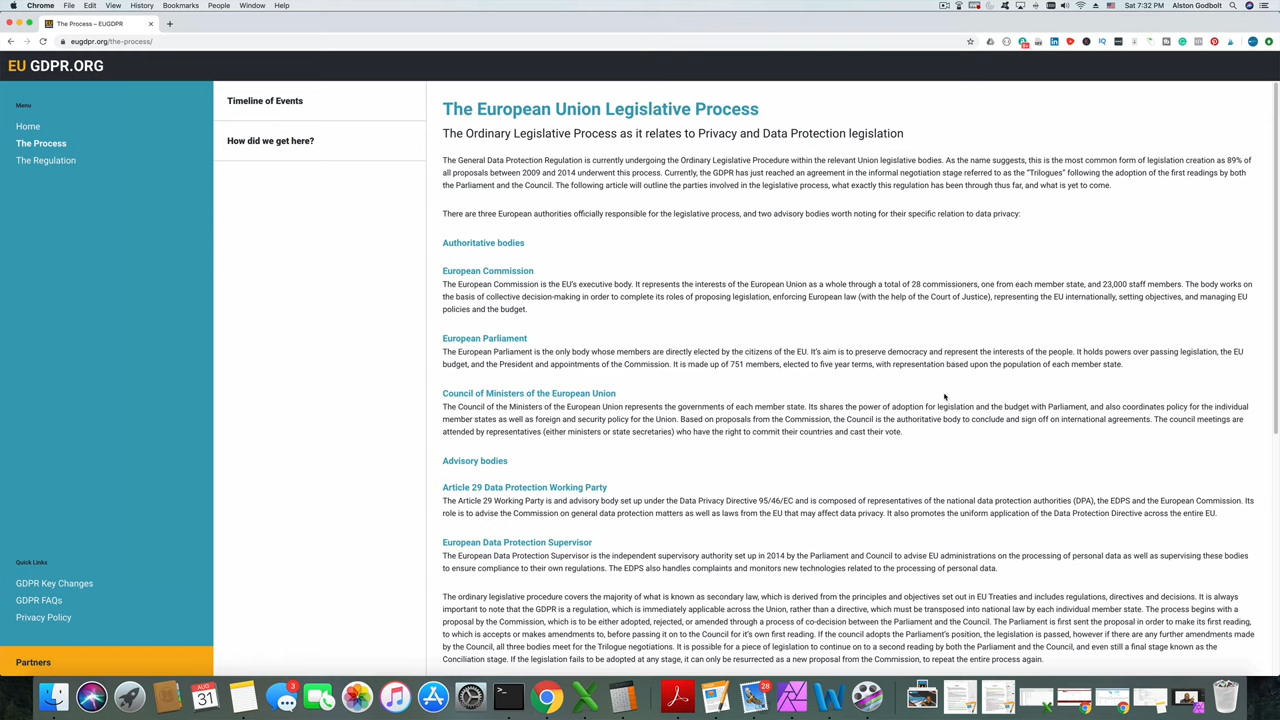 Chrome File Edit View History Bookmarks People Window Help
Sat 7:32 PM Alston Godbolt
The Process – EUGDPR
eugdpr.org/the-process/
EU GDPR.ORG
Menu
Home
The Process
The Regulation
Quick Links
GDPR Key Changes
GDPR FAQs
Privacy Policy
Partners
Timeline of Events
How did we get here?
The European Union Legislative Process
The Ordinary Legislative Process as it relates to Privacy and Data Protection legislation
The General Data Protection Regulation is currently undergoing the Ordinary Legislative Procedure within the relevant Union legislative bodies. As the name suggests, this is the most common form of legislation creation as 89% of
all proposals between 2009 and 2014 underwent this process. Currently, the GDPR has just reached an agreement in the informal negotiation stage referred to as the “Trilogues” following the adoption of the first readings by both
the Parliament and the Council. The following article will outline the parties involved in the legislative process, what exactly this regulation has been through thus far, and what is yet to come.
There are three European authorities officially responsible for the legislative process, and two advisory bodies worth noting for their specific relation to data privacy:
Authoritative bodies
European Commission
The European Commission is the EU’s executive body. It represents the interests of the European Union as a whole through a total of 28 commissioners, one from each member state, and 23,000 staff members. The body works on
the basis of collective decision-making in order to complete its roles of proposing legislation, enforcing European law (with the help of the Court of Justice), representing the EU internationally, setting objectives, and managing EU
policies and the budget.
European Parliament
The European Parliament is the only body whose members are directly elected by the citizens of the EU. It’s aim is to preserve democracy and represent the interests of the people. It holds powers over passing legislation, the EU
budget, and the President and appointments of the Commission. It is made up of 751 members, elected to five year terms, with representation based upon the population of each member state.
Council of Ministers of the European Union
The Council of the Ministers of the European Union represents the governments of each member state. Its shares the power of adoption for legislation and the budget with Parliament, and also coordinates policy for the individual
member states as well as foreign and security policy for the Union. Based on proposals from the Commission, the Council is the authoritative body to conclude and sign off on international agreements. The council meetings are
attended by representatives (either ministers or state secretaries) who have the right to commit their countries and cast their vote.
Advisory bodies
Article 29 Data Protection Working Party
The Article 29 Working Party is and advisory body set up under the Data Privacy Directive 95/46/EC and is composed of representatives of the national data protection authorities (DPA), the EDPS and the European Commission. Its
role is to advise the Commission on general data protection matters as well as laws from the EU that may affect data privacy. It also promotes the uniform application of the Data Protection Directive across the entire EU.
European Data Protection Supervisor
The European Data Protection Supervisor is the independent supervisory authority set up in 2014 by the Parliament and Council to advise EU administrations on the processing of personal data as well as supervising these bodies
to ensure compliance to their own regulations. The EDPS also handles complaints and monitors new technologies related to the processing of personal data.
The ordinary legislative procedure covers the majority of what is known as secondary law, which is derived from the principles and objectives set out in EU Treaties and includes regulations, directives and decisions. It is always
important to note that the GDPR is a regulation, which is immediately applicable across the Union, rather than a directive, which must be transposed into national law by each individual member state. The process begins with a
proposal by the Commission, which is to be either adopted, rejected, or amended through a process of co-decision between the Parliament and the Council. The Parliament is first sent the proposal in order to make its first reading,
to which is accepts or makes amendments to, before passing it on to the Council for it’s own first reading. If the council adopts the Parliament’s position, the legislation is passed, however if there are any further amendments made
by the Council, all three bodies meet for the Trilogue negotiations. It is possible for a piece of legislation to continue on to a second reading by both the Parliament and the Council, and even still a final stage known as the
Conciliation stage. If the legislation fails to be adopted at any stage, it can only be resurrected as a new proposal from the Commission, to repeat the entire process again.
AUG
31
3
28